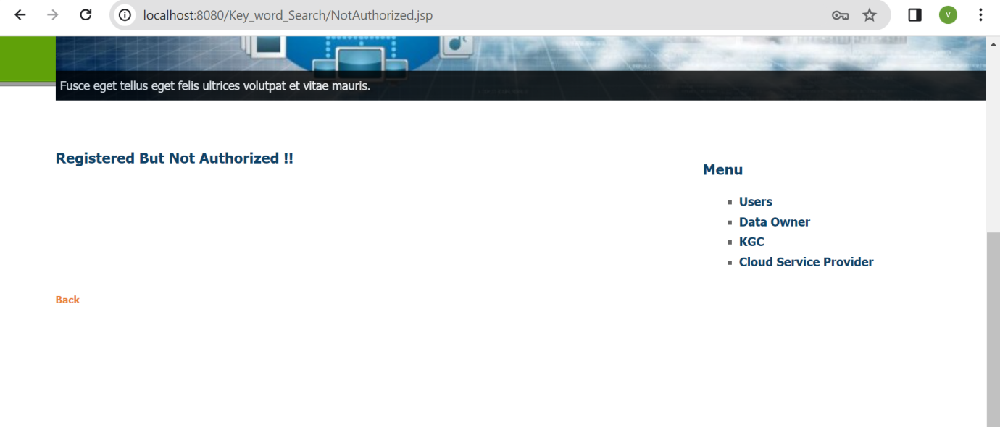 localhost:8080/Key_word_Search/NotAuthorized.jsp
V
Fusce eget tellus eget felis ultrices volutpat et vitae mauris.
Registered But Not Authorized !!
Menu
Users
Data Owner
KGC
Cloud Service Provider
Back